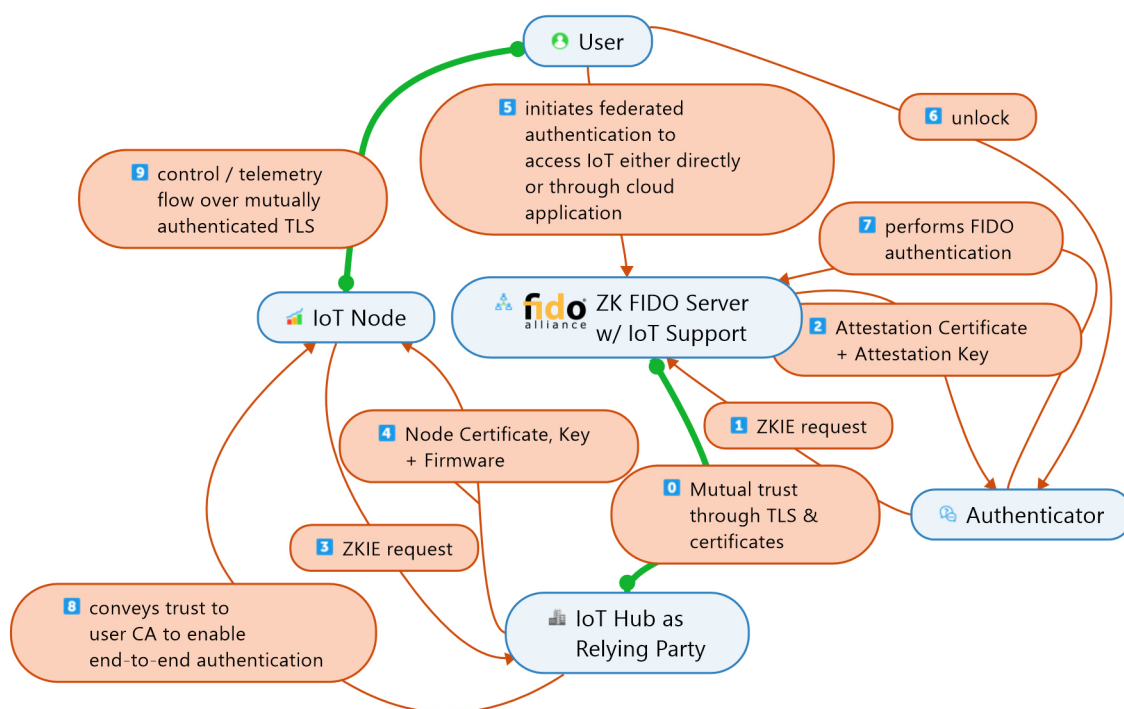 User
5 initiates federated
authentication to
access IoT either directly
or through cloud
application
6 unlock
9 control / telemetry
flow over mutually
authenticated TLS
7 performs FIDO
authentication
IoT Node
fido
alliance
ZK FIDO Server
w/ IoT Support
2 Attestation Certificate
+ Attestation Key
4 Node Certificate, Key
+ Firmware
1 ZKIE request
0 Mutual trust
through TLS &
certificates
Authenticator
3 ZKIE request
8 conveys trust to
user CA to enable
end-to-end authentication
IoT Hub as
Relying Party